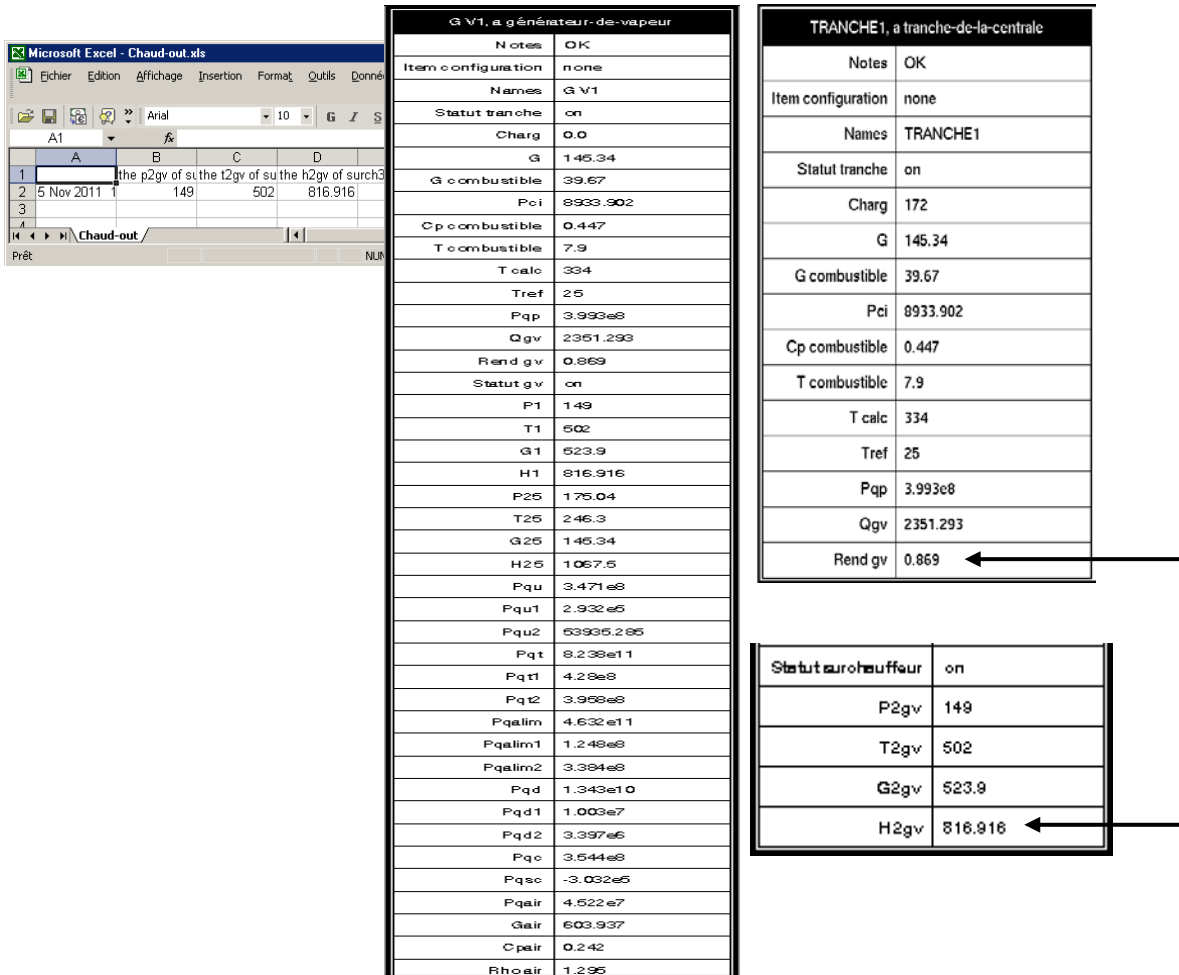 Microsoft Excel - Chaud-out.xls
Fichier Edition Affichage Insertion Format Outils Donné
Arial 10 G I S
A1 fx
A B C D
1 the p2gv of su the t2gv of su the h2gv of surch3
2 5 Nov 2011 1 149 502 816.916
3
4
Chaud-out
Prêt NUM
G V1, a générateur-de-vapeur
Notes OK
Item configuration none
Names G V1
Statut tranche on
Charg 0.0
G 145.34
G combustible 39.67
Pci 8933.902
Cp combustible 0.447
T combustible 7.9
T calc 334
Tref 25
Pqp 3.993e8
Qgv 2351.293
Rend gv 0.869
Statut gv on
P1 149
T1 502
G1 523.9
H1 816.916
P25 175.04
T25 246.3
G25 145.34
H25 1067.5
Pqu 3.471e8
Pqu1 2.932e5
Pqu2 53935.285
Pqt 8.238e11
Pqt1 4.28e8
Pqt2 3.958e8
Pqalim 4.632e11
Pqalim1 1.248e8
Pqalim2 3.384e8
Pqd 1.343e10
Pqd1 1.003e7
Pqd2 3.397e6
Pqc 3.544e8
Pqsc -3.032e5
Pqair 4.522e7
Gair 603.937
Cpair 0.242
Rhoair 1.295
TRANCHE1, a tranche-de-la-centrale
Notes OK
Item configuration none
Names TRANCHE1
Statut tranche on
Charg 172
G 145.34
G combustible 39.67
Pci 8933.902
Cp combustible 0.447
T combustible 7.9
T calc 334
Tref 25
Pqp 3.993e8
Qgv 2351.293
Rend gv 0.869
Statut surchauffeur on
P2gv 149
T2gv 502
G2gv 523.9
H2gv 816.916